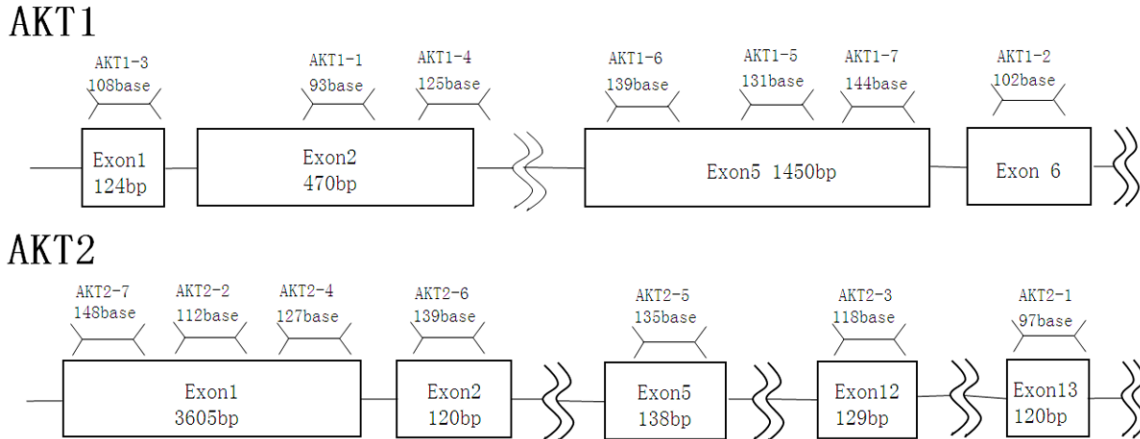 AKT1
AKT1-3
108base
AKT1-1
93base
AKT1-4
125base
AKT1-6
139base
AKT1-5
131base
AKT1-7
144base
AKT1-2
102base
Exon1
124bp
Exon2
470bp
Exon5 1450bp
Exon 6
AKT2
AKT2-7
148base
AKT2-2
112base
AKT2-4
127base
AKT2-6
139base
AKT2-5
135base
AKT2-3
118base
AKT2-1
97base
Exon1
3605bp
Exon2
120bp
Exon5
138bp
Exon12
129bp
Exon13
120bp